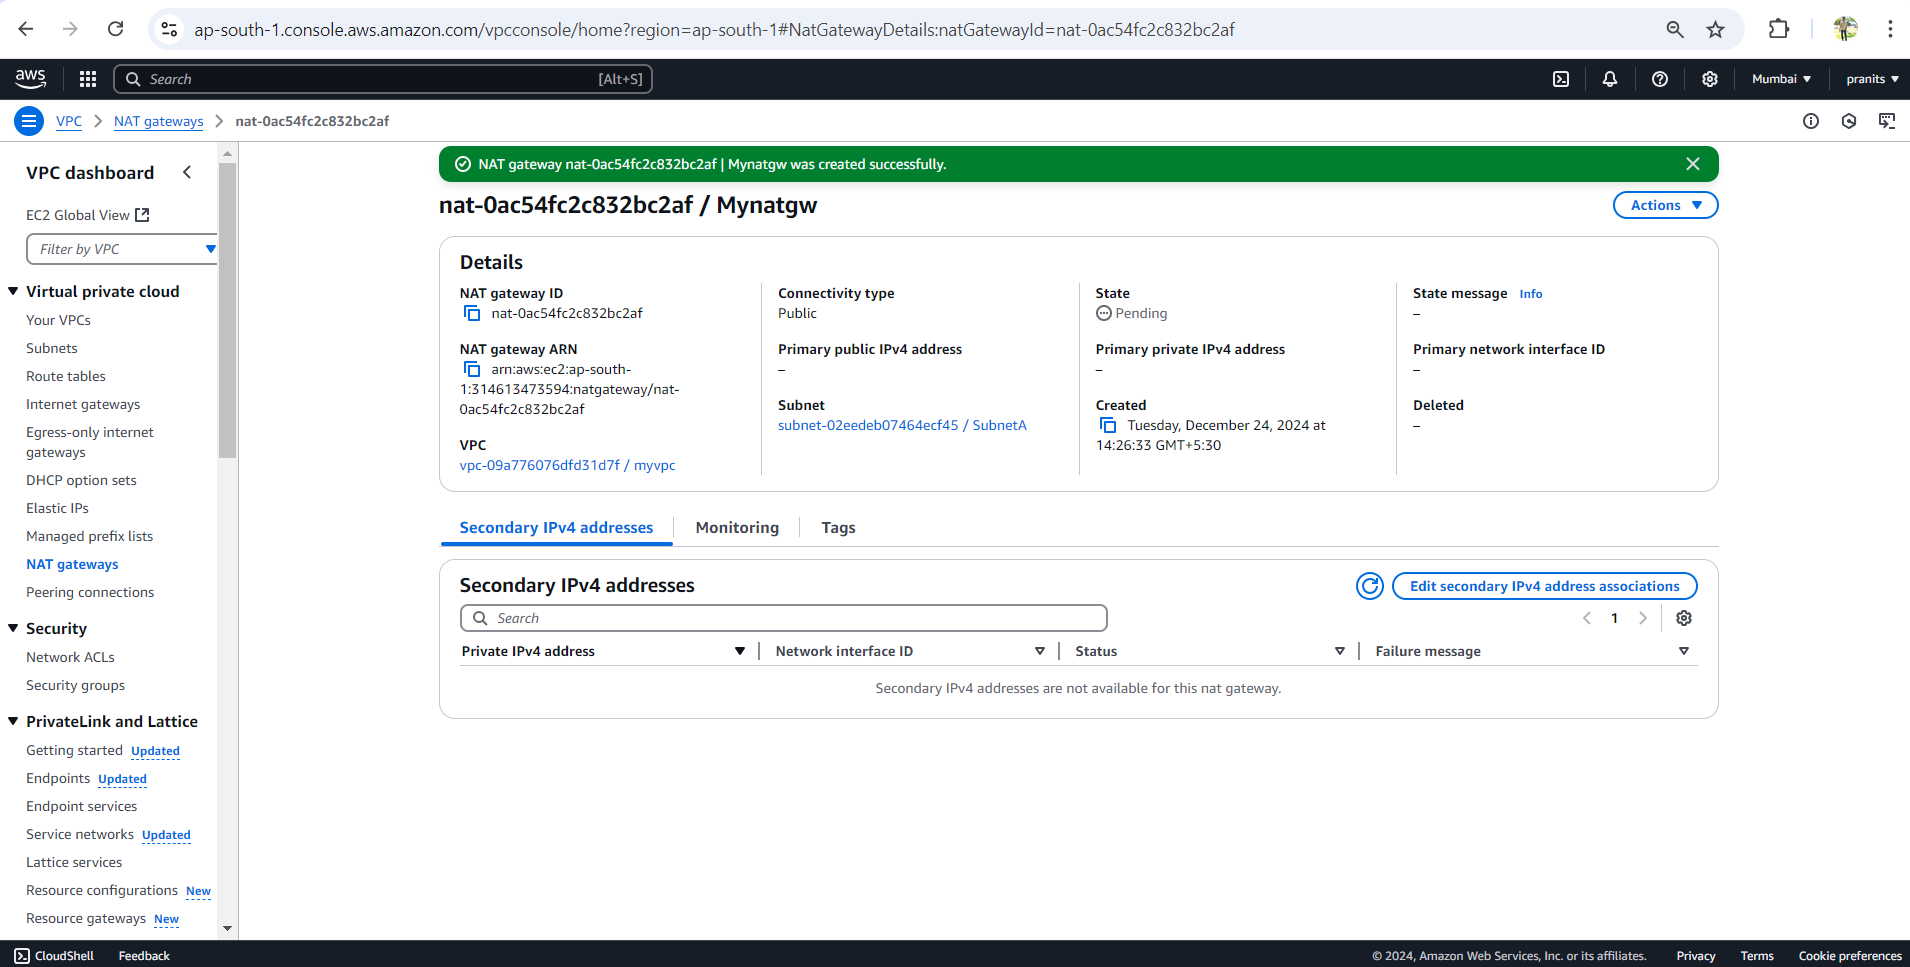 ap-south-1.console.aws.amazon.com/vpcconsole/home?region=ap-south-1#NatGatewayDetails:natGatewayId=nat-0ac54fc2c832bc2af
aws
Search [Alt+S]
Mumbai
pranits
VPC
NAT gateways
nat-0ac54fc2c832bc2af
VPC dashboard
EC2 Global View
Filter by VPC
Virtual private cloud
Your VPCs
Subnets
Route tables
Internet gateways
Egress-only internet
gateways
DHCP option sets
Elastic IPs
Managed prefix lists
NAT gateways
Peering connections
Security
Network ACLs
Security groups
PrivateLink and Lattice
Getting started Updated
Endpoints Updated
Endpoint services
Service networks Updated
Lattice services
Resource configurations New
Resource gateways New
NAT gateway nat-0ac54fc2c832bc2af | Mynatgw was created successfully.
nat-0ac54fc2c832bc2af / Mynatgw
Actions
Details
NAT gateway ID
nat-0ac54fc2c832bc2af
NAT gateway ARN
arn:aws:ec2:ap-south-
1:314613473594:natgateway/nat-
0ac54fc2c832bc2af
VPC
vpc-09a776076dfd31d7f / myvpc
Connectivity type
Public
Primary public IPv4 address
–
Subnet
subnet-02eedeb07464ecf45 / SubnetA
State
Pending
Primary private IPv4 address
–
Created
Tuesday, December 24, 2024 at
14:26:33 GMT+5:30
State message Info
–
Primary network interface ID
–
Deleted
–
Secondary IPv4 addresses
Monitoring
Tags
Secondary IPv4 addresses
Edit secondary IPv4 address associations
Search
1
Private IPv4 address
Network interface ID
Status
Failure message
Secondary IPv4 addresses are not available for this nat gateway.
CloudShell
Feedback
© 2024, Amazon Web Services, Inc. or its affiliates.
Privacy
Terms
Cookie preferences